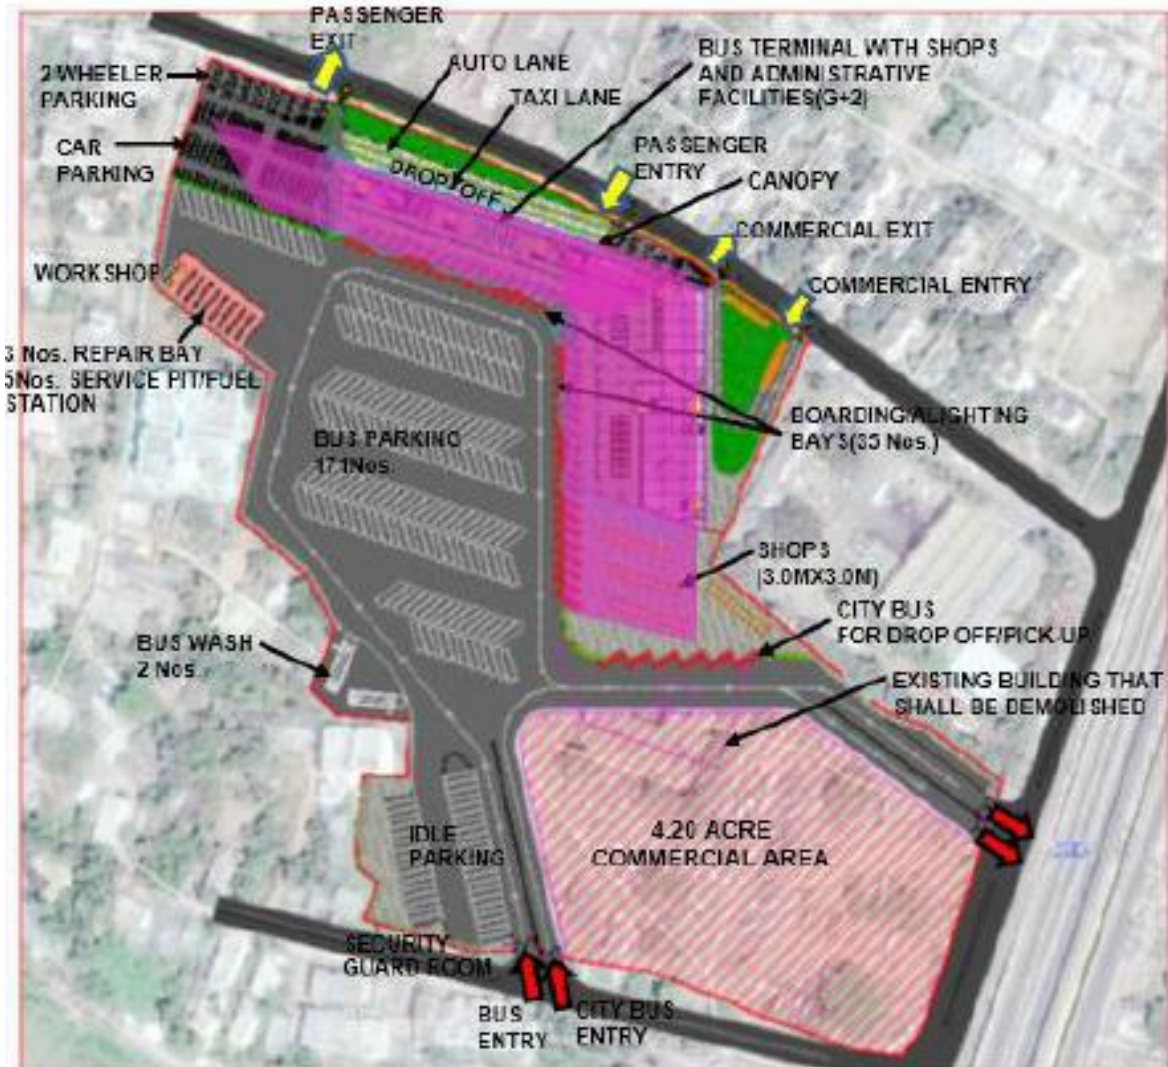 PASSENGER
EXIT
2 WHEELER
PARKING
AUTO LANE
TAXI LANE
BUS TERMINAL WITH SHOPS
AND ADMINISTRATIVE
FACILITIES(G+2)
CAR
PARKING
DROP OFF
PASSENGER
ENTRY
CANOPY
COMMERCIAL EXIT
WORKSHOP
COMMERCIAL ENTRY
3 Nos. REPAIR BAY
5Nos. SERVICE PIT/FUEL
STATION
BOARDING/ALIGHTING
BAYS(35 Nos.)
BUS PARKING
171Nos.
SHOPS
(3.0MX3.0M)
CITY BUS
FOR DROP OFF/PICK-UP
BUS WASH
2 Nos.
EXISTING BUILDING THAT
SHALL BE DEMOLISHED
IDLE
PARKING
4.20 ACRE
COMMERCIAL AREA
SECURITY
GUARD ROOM
BUS
ENTRY
CITY BUS
ENTRY